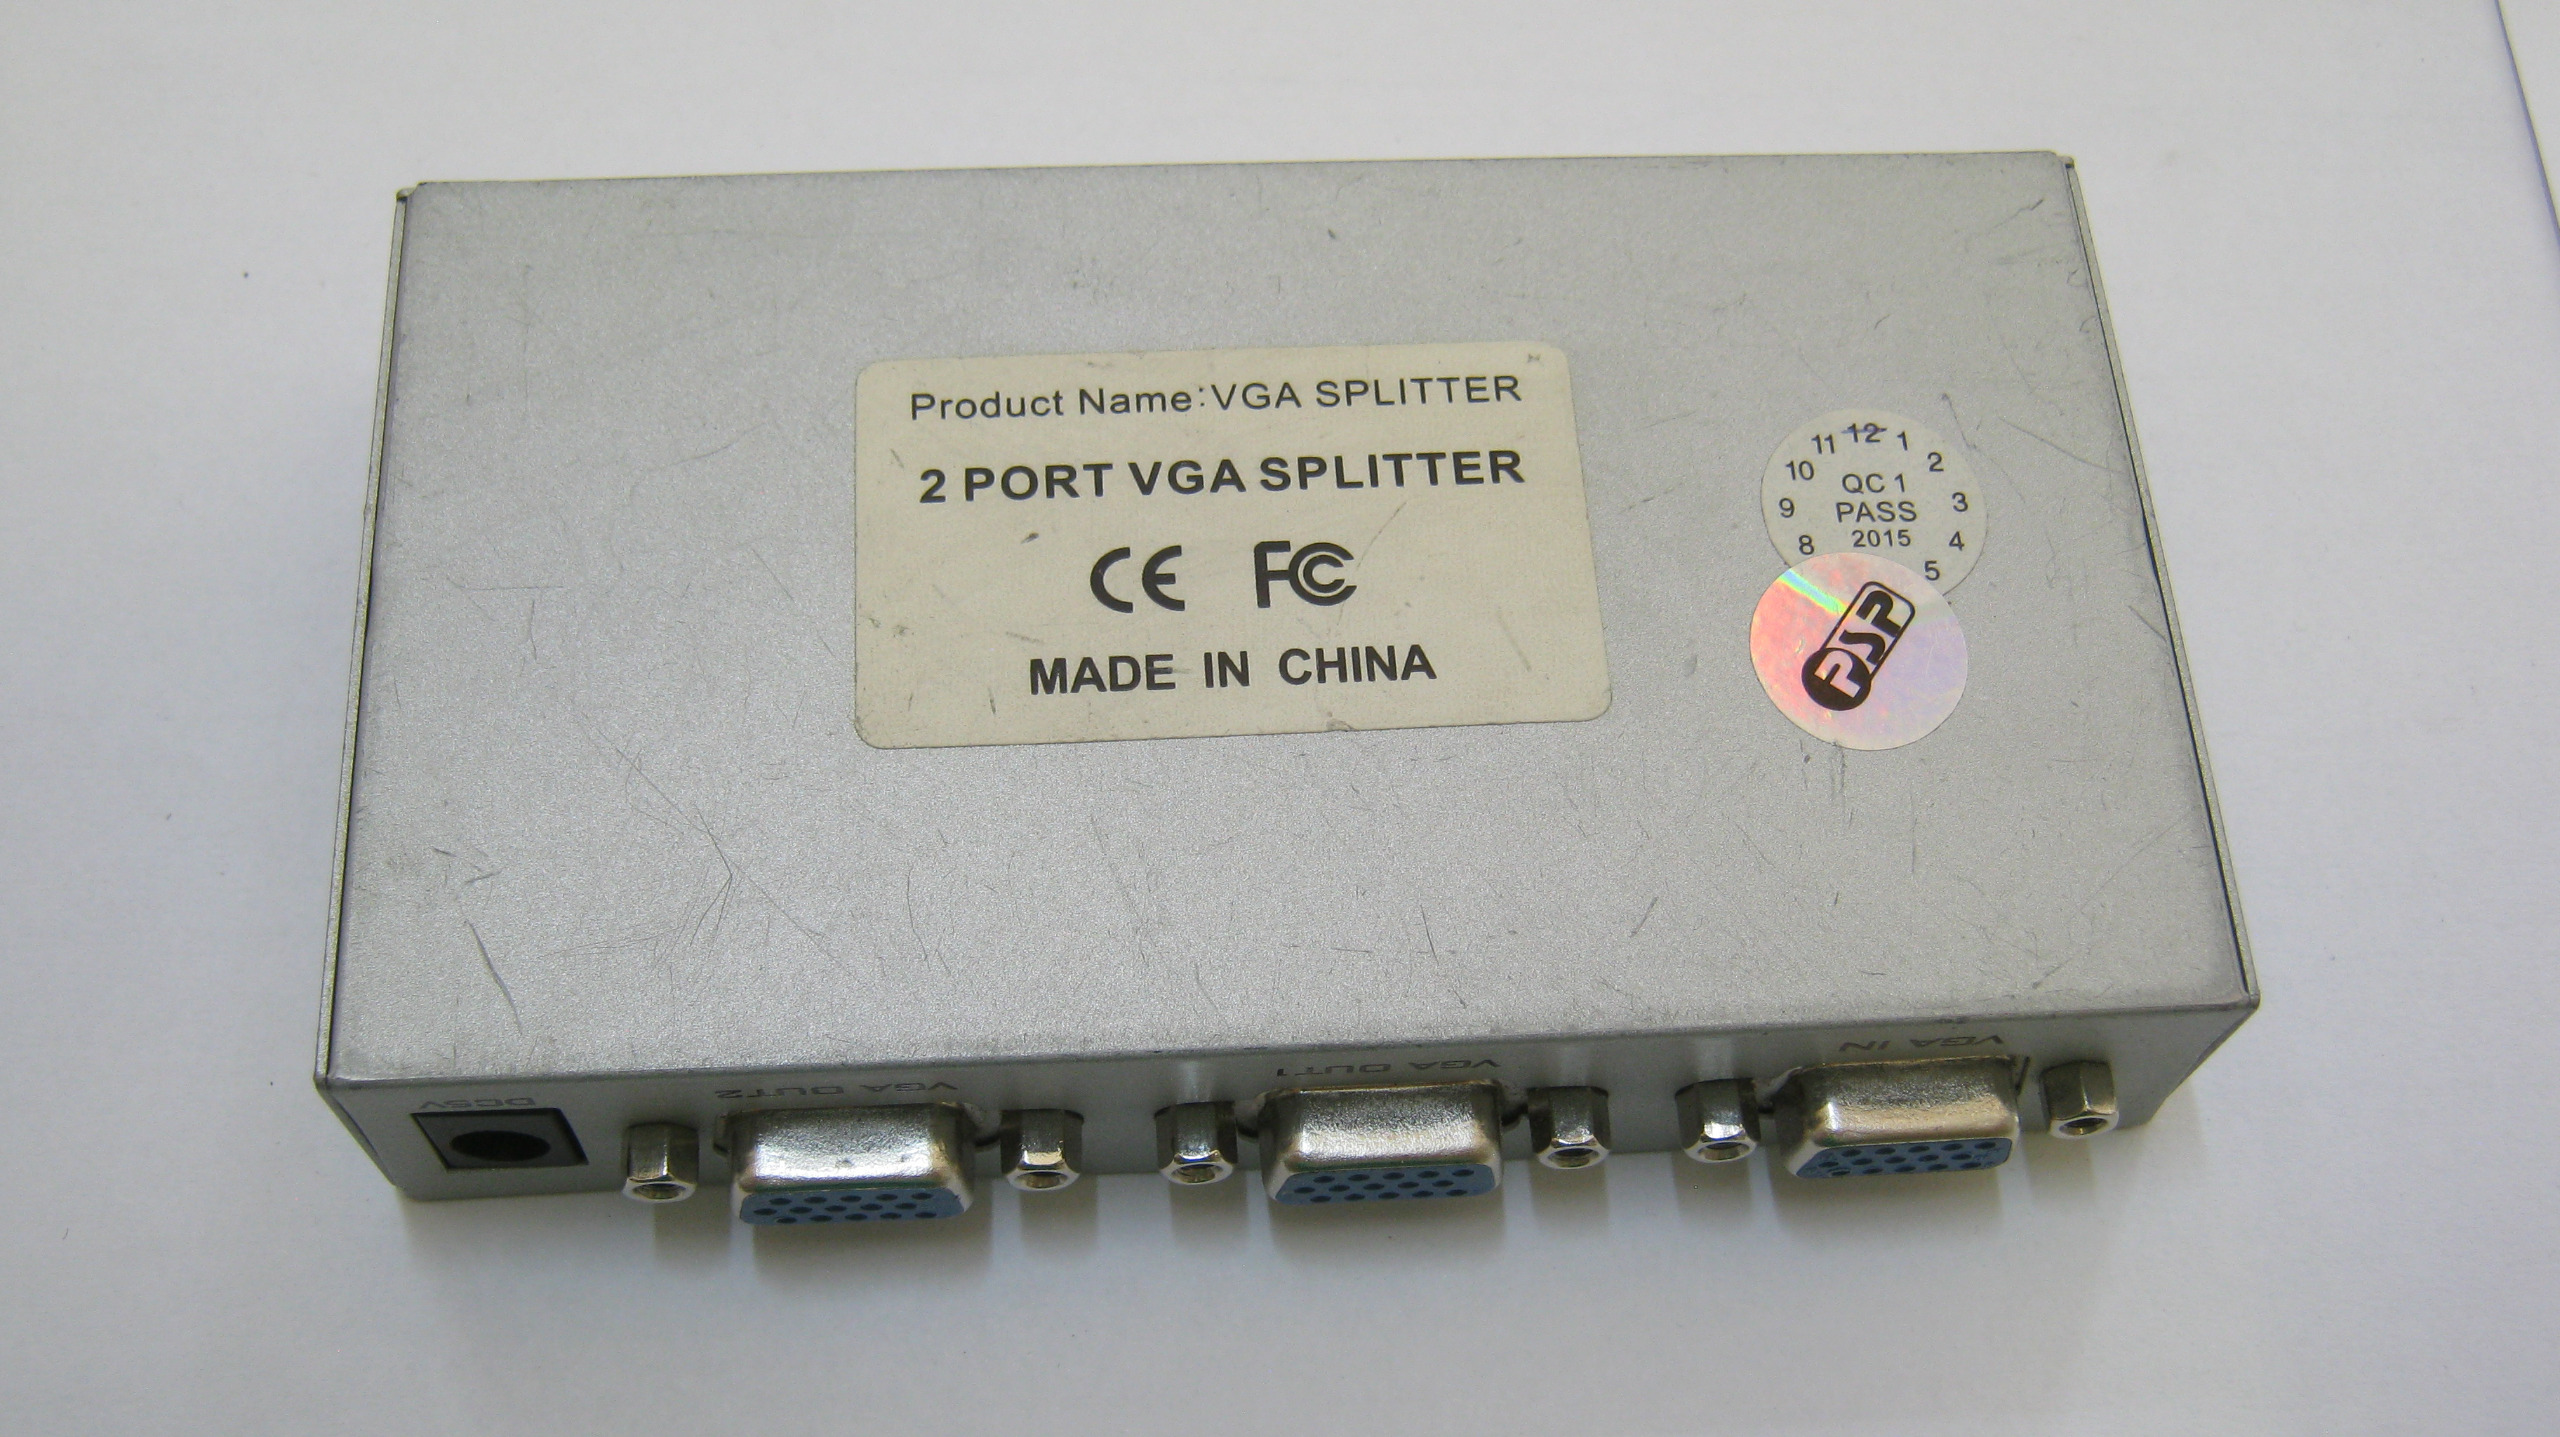 Product Name:VGA SPLITTER
2 PORT VGA SPLITTER
CE FC
MADE IN CHINA
11 12 1
10 2
9 3
8 4
5
QC 1
PASS
2015
PSP
DC5V
VGA OUT2
VGA OUT1
VGA IN